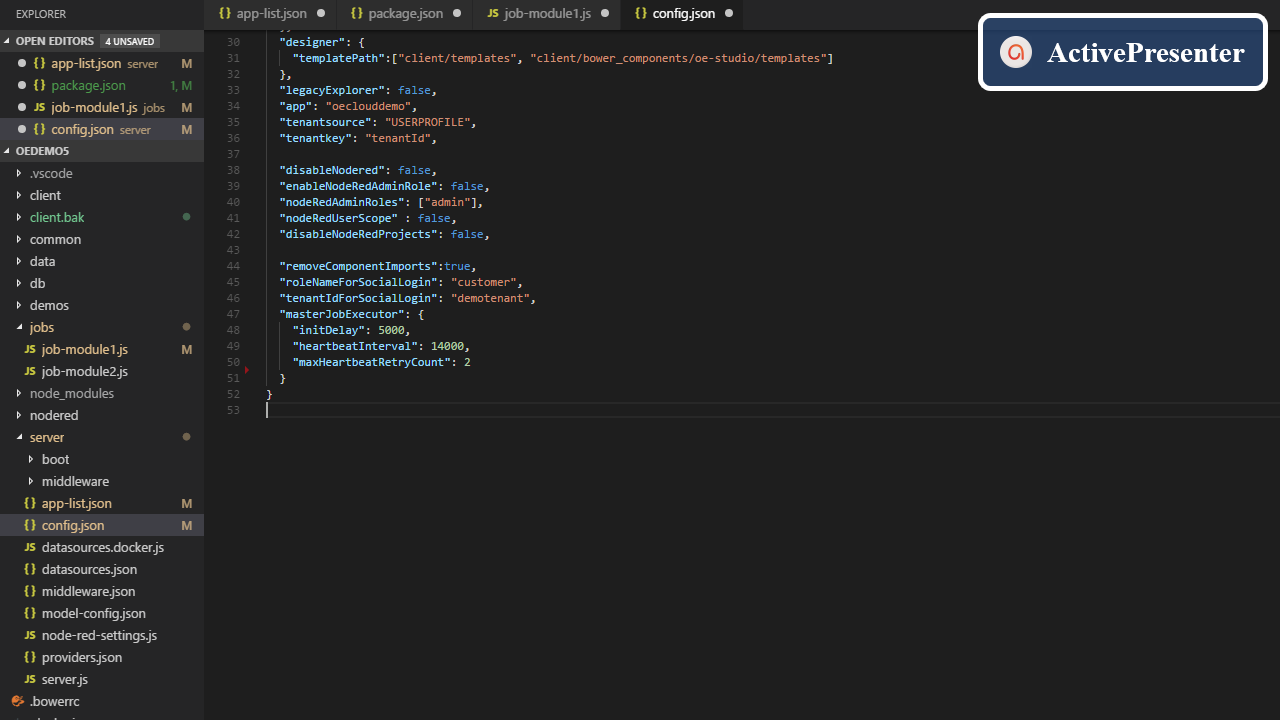 EXPLORER
OPEN EDITORS 4 UNSAVED
{} app-list.json server M
{} package.json 1, M
JS job-module1.js jobs M
{} config.json server M
OEDEMO5
.vscode
client
client.bak
common
data
db
demos
jobs
JS job-module1.js M
JS job-module2.js
node_modules
nodered
server
boot
middleware
{} app-list.json M
{} config.json M
JS datasources.docker.js
{} datasources.json
{} middleware.json
{} model-config.json
JS node-red-settings.js
{} providers.json
JS server.js
.bowerrc
{} app-list.json
{} package.json
JS job-module1.js
{} config.json
30 "designer": {
31 "templatePath":["client/templates", "client/bower_components/oe-studio/templates"]
32 },
33 "legacyExplorer": false,
34 "app": "oeclouddemo",
35 "tenantsource": "USERPROFILE",
36 "tenantkey": "tenantId",
37
38 "disableNodered": false,
39 "enableNodeRedAdminRole": false,
40 "nodeRedAdminRoles": ["admin"],
41 "nodeRedUserScope" : false,
42 "disableNodeRedProjects": false,
43
44 "removeComponentImports":true,
45 "roleNameForSocialLogin": "customer",
46 "tenantIdForSocialLogin": "demotenant",
47 "masterJobExecutor": {
48 "initDelay": 5000,
49 "heartbeatInterval": 14000,
50 "maxHeartbeatRetryCount": 2
51 }
52 }
53
ActivePresenter